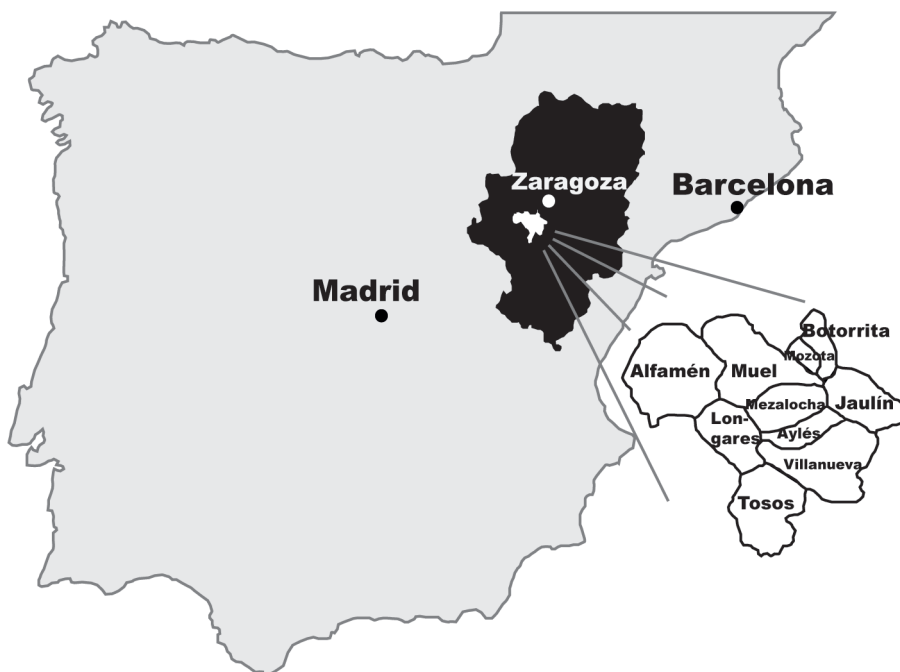 Zaragoza
Barcelona
Madrid
Botorrita
Mozota
Alfamén
Muel
Mezalocha
Jaulín
Lon-
gares
Aylés
Villanueva
Tosos